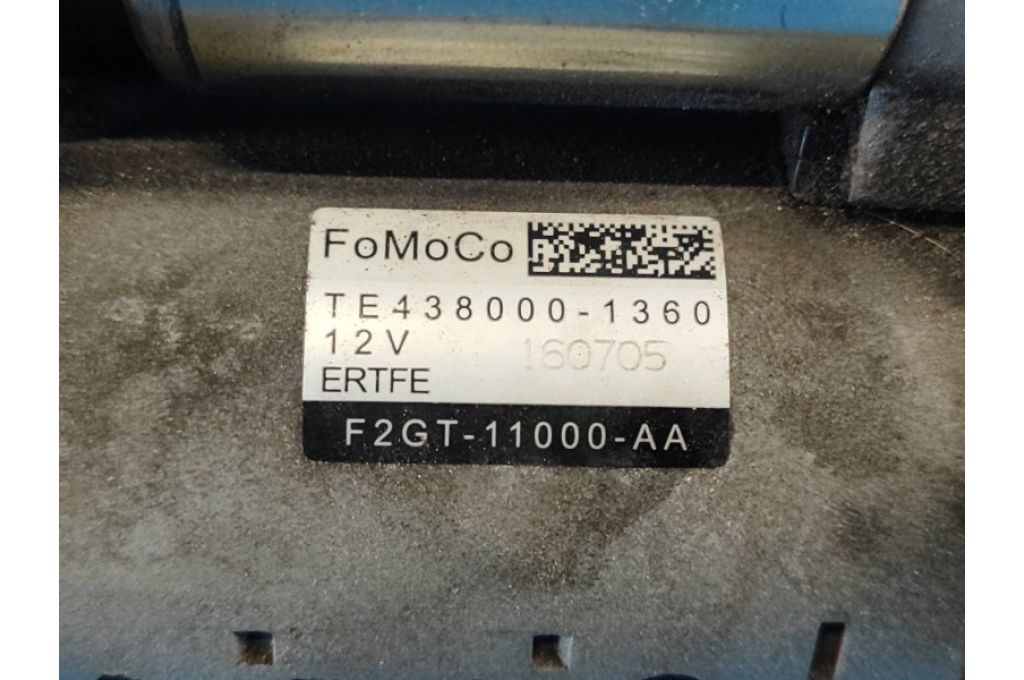 FoMoCo
TE438000-1360
12V 160705
ERTFE
F2GT-11000-AA